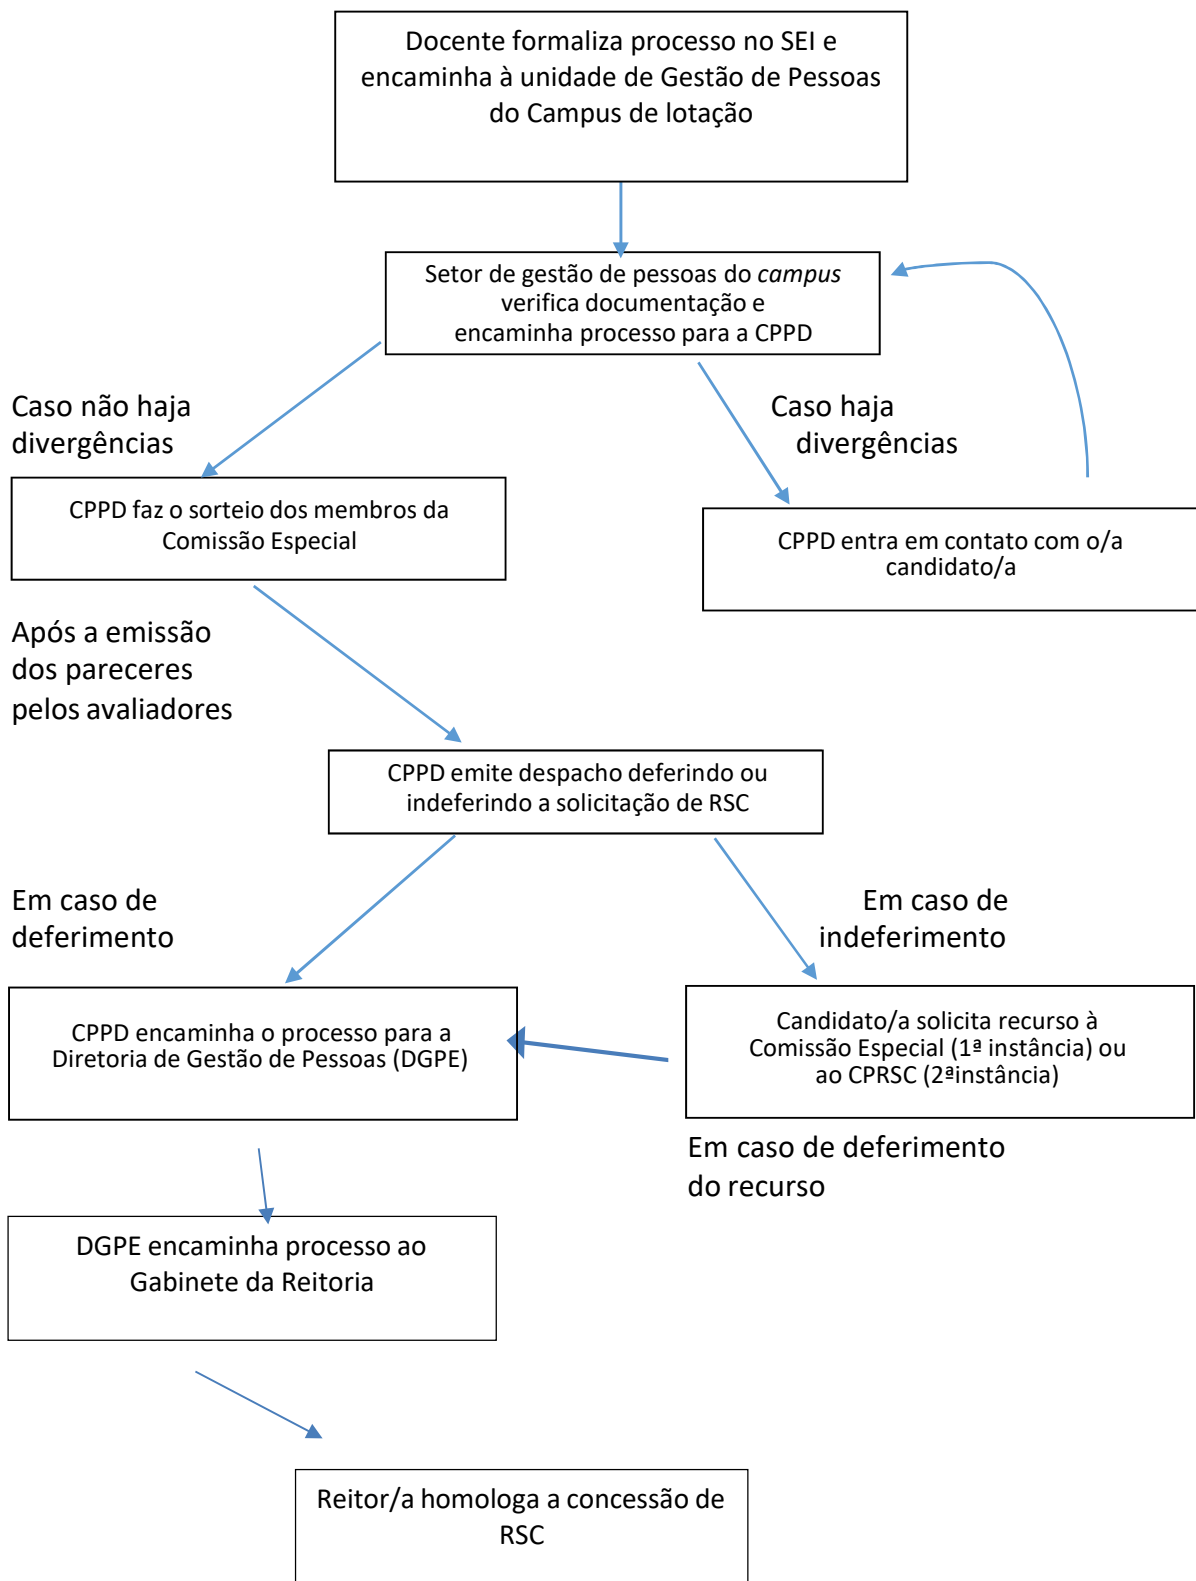 Docente formaliza processo no SEI e
encaminha à unidade de Gestão de Pessoas
do Campus de lotação
Setor de gestão de pessoas do campus
verifica documentação e
encaminha processo para a CPPD
Caso não haja
divergências
Caso haja
divergências
CPPD faz o sorteio dos membros da
Comissão Especial
CPPD entra em contato com o/a
candidato/a
Após a emissão
dos pareceres
pelos avaliadores
CPPD emite despacho deferindo ou
indeferindo a solicitação de RSC
Em caso de
deferimento
Em caso de
indeferimento
CPPD encaminha o processo para a
Diretoria de Gestão de Pessoas (DGPE)
Candidato/a solicita recurso à
Comissão Especial (1ª instância) ou
ao CPRSC (2ªinstância)
Em caso de deferimento
do recurso
DGPE encaminha processo ao
Gabinete da Reitoria
Reitor/a homologa a concessão de
RSC